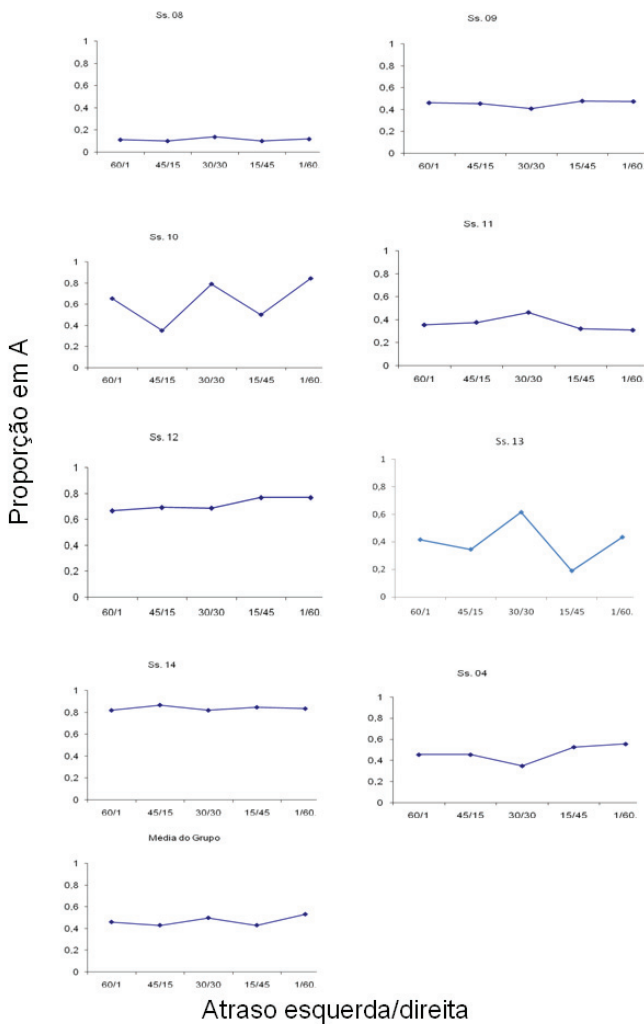 Ss. 08
1
0,8
0,6
0,4
0,2
0
60/1 45/15 30/30 15/45 1/60.
Ss. 09
1
0,8
0,6
0,4
0,2
0
60/1 45/15 30/30 15/45 1/60.
Ss. 10
1
0,8
0,6
0,4
0,2
0
60/1 45/15 30/30 15/45 1/60.
Ss. 11
1
0,8
0,6
0,4
0,2
0
60/1 45/15 30/30 15/45 1/60.
Proporção em A
Ss. 12
1
0,8
0,6
0,4
0,2
0
60/1 45/15 30/30 15/45 1/60.
Ss. 13
1
0,8
0,6
0,4
0,2
0
60/1 45/15 30/30 15/45 1/60.
Ss. 14
1
0,8
0,6
0,4
0,2
0
60/1 45/15 30/30 15/45 1/60.
Ss. 04
1
0,8
0,6
0,4
0,2
0
60/1 45/15 30/30 15/45 1/60.
Média do Grupo
1
0,8
0,6
0,4
0,2
0
60/1 45/15 30/30 15/45 1/60.
Atraso esquerda/direita